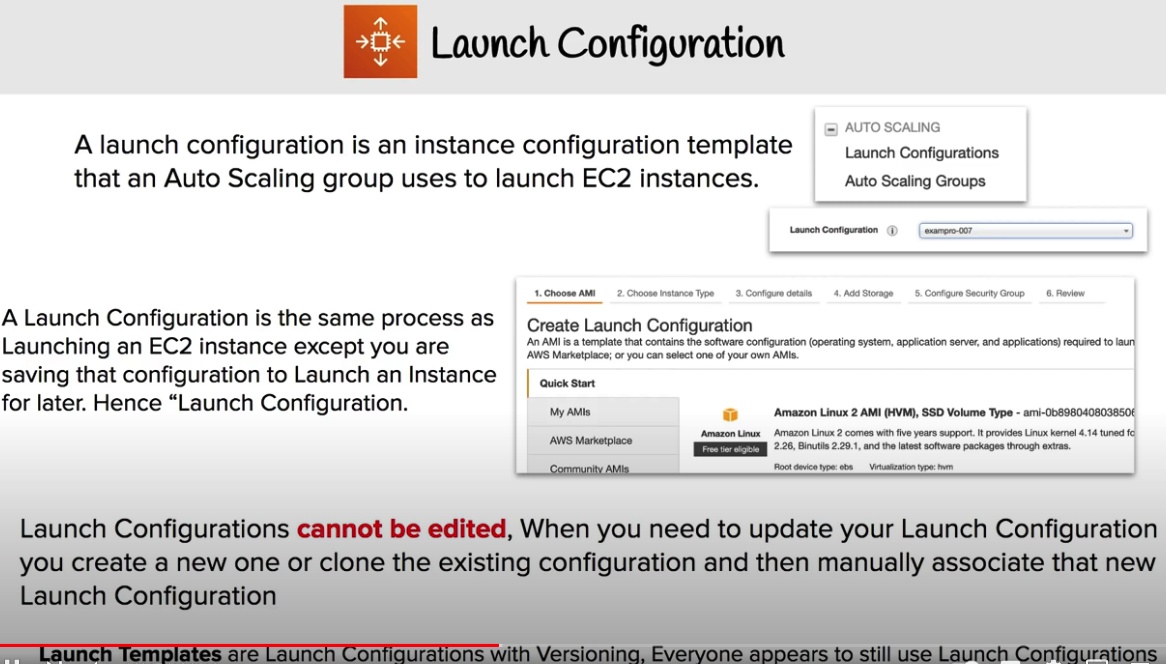 Launch Configuration
A launch configuration is an instance configuration template
that an Auto Scaling group uses to launch EC2 instances.
AUTO SCALING
Launch Configurations
Auto Scaling Groups
Launch Configuration
exampro-007
A Launch Configuration is the same process as
Launching an EC2 instance except you are
saving that configuration to Launch an Instance
for later. Hence “Launch Configuration.
1. Choose AMI 2. Choose Instance Type 3. Configure details 4. Add Storage 5. Configure Security Group 6. Review
Create Launch Configuration
An AMI is a template that contains the software configuration (operating system, application server, and applications) required to laun
AWS Marketplace; or you can select one of your own AMIs.
Quick Start
My AMIs
AWS Marketplace
Community AMIs
Amazon Linux
Free tier eligible
Amazon Linux 2 AMI (HVM), SSD Volume Type - ami-0b8980408038506
Amazon Linux 2 comes with five years support. It provides Linux kernel 4.14 tuned fo
2.26, Binutils 2.29.1, and the latest software packages through extras.
Root device type: ebs Virtualization type: hvm
Launch Configurations cannot be edited, When you need to update your Launch Configuration
you create a new one or clone the existing configuration and then manually associate that new
Launch Configuration
Launch Templates are Launch Configurations with Versioning, Everyone appears to still use Launch Configurations